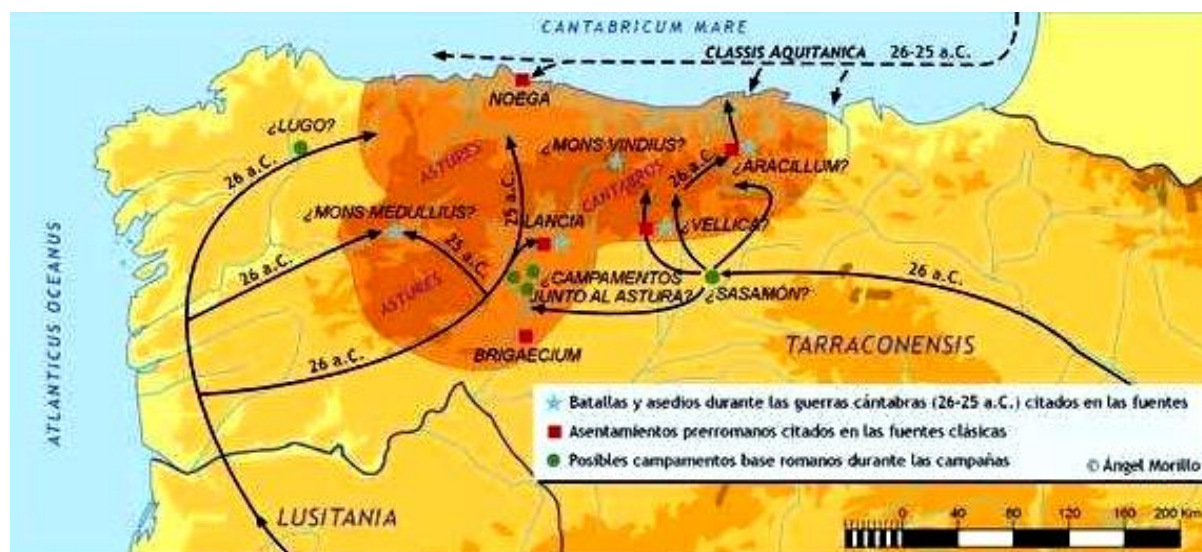 CANTABRICUM MARE
CLASSIS AQUITANICA 26-25 a.C.
NOEGA
¿LUGO?
¿MONS VINDIUS?
ASTURES
26 a.C.
¿ARACILLUM?
CANTABROS
26 a.C.
25 a.C.
¿MONS MEDULLIUS?
LANCIA
¿VELLICA?
25 a.C.
26 a.C.
ASTURES
¿CAMPAMENTOS
JUNTO AL ASTURA?
¿SASAMÓN?
26 a.C.
ATLANTICUS OCEANUS
BRIGAECIUM
26 a.C.
TARRACONENSIS
LUSITANIA
Batallas y asedios durante las guerras cántabras (26-25 a.C.) citados en las fuentes
Asentamientos prerromanos citados en las fuentes clásicas
Posibles campamentos base romanos durante las campañas
© Ángel Morillo
0 40 80 120 160 200 Km